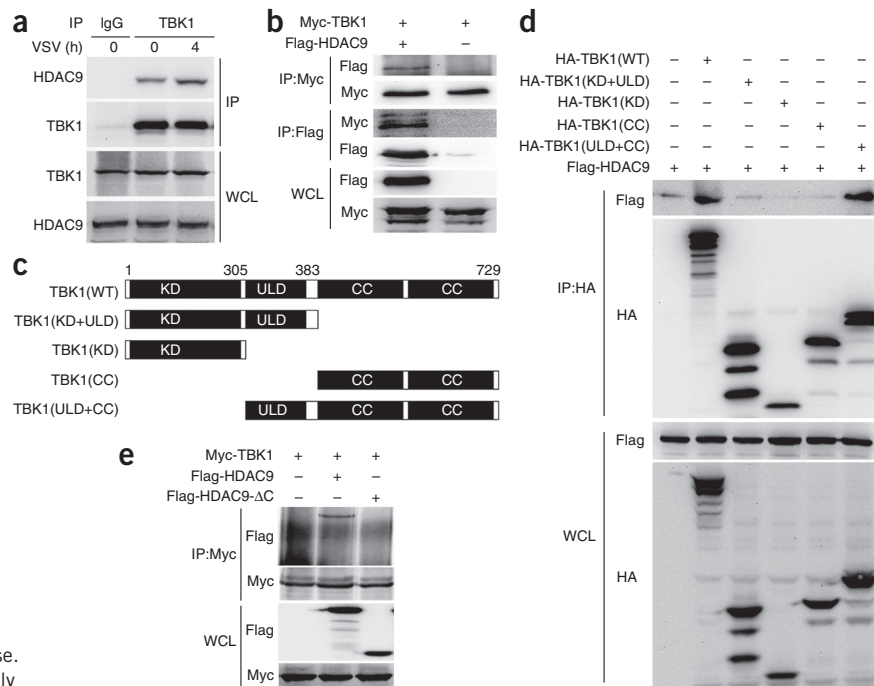 a
IP IgG TBK1
VSV (h) 0 0 4
HDAC9
TBK1
IP
TBK1
HDAC9
WCL
b
Myc-TBK1 + +
Flag-HDAC9 + –
IP:Myc
Flag
Myc
IP:Flag
Myc
Flag
WCL
Flag
Myc
c
1 305 383 729
TBK1(WT) KD ULD CC CC
TBK1(KD+ULD) KD ULD
TBK1(KD) KD
TBK1(CC) CC CC
TBK1(ULD+CC) ULD CC CC
d
HA-TBK1(WT) – + – – – –
HA-TBK1(KD+ULD) – – + – – –
HA-TBK1(KD) – – – + – –
HA-TBK1(CC) – – – – + –
HA-TBK1(ULD+CC) – – – – – +
Flag-HDAC9 + + + + + +
Flag
IP:HA
HA
Flag
WCL
HA
e
Myc-TBK1 + + +
Flag-HDAC9 – + –
Flag-HDAC9-ΔC – – +
IP:Myc
Flag
Myc
WCL
Flag
Myc
se.
ly